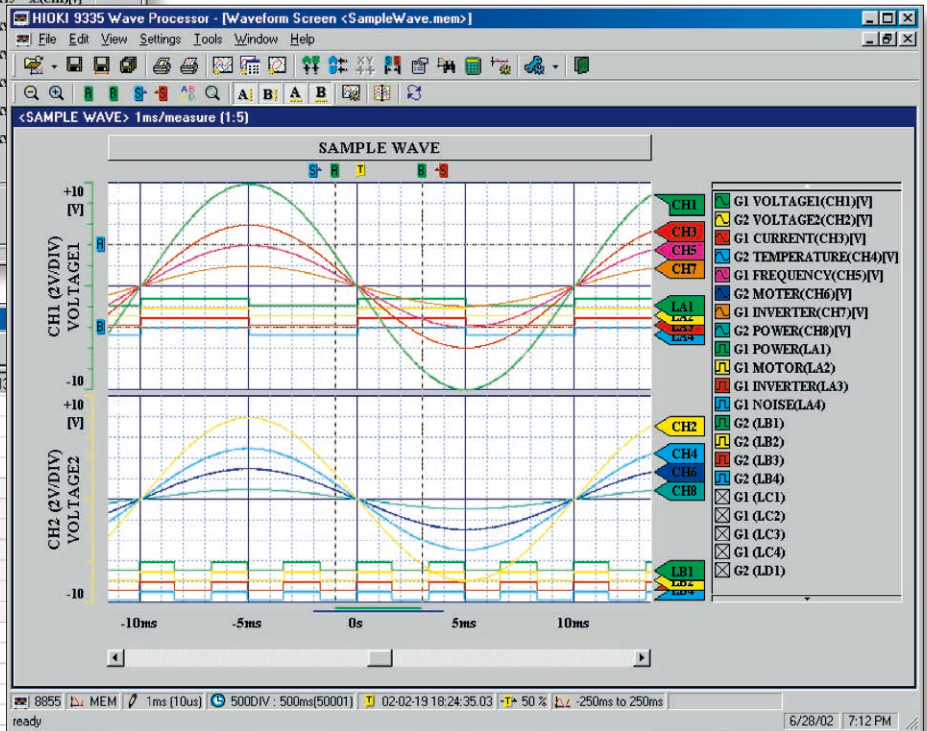 HIOKI 9335 Wave Processor - [Waveform Screen <SampleWave.mem>]
File Edit View Settings Tools Window Help
A B A B
<SAMPLE WAVE> 1ms/measure (1:5)
SAMPLE WAVE
S A T B S
+10
[V]
A
B
-10
CH1 (2V/DIV)
VOLTAGE1
CH1
CH3
CH5
CH7
LA1
LA2
LA3
LA4
+10
[V]
-10
CH2 (2V/DIV)
VOLTAGE2
CH2
CH4
CH6
CH8
LB1
LB2
LB4
-10ms -5ms 0s 5ms 10ms
G1 VOLTAGE1(CH1)[V]
G2 VOLTAGE2(CH2)[V]
G1 CURRENT(CH3)[V]
G2 TEMPERATURE(CH4)[V]
G1 FREQUENCY(CH5)[V]
G2 MOTER(CH6)[V]
G1 INVERTER(CH7)[V]
G2 POWER(CH8)[V]
G1 POWER(LA1)
G1 MOTOR(LA2)
G1 INVERTER(LA3)
G1 NOISE(LA4)
G2 (LB1)
G2 (LB2)
G2 (LB3)
G2 (LB4)
G1 (LC1)
G1 (LC2)
G1 (LC3)
G1 (LC4)
G2 (LD1)
8855 MEM 1ms (10us) 500DIV : 500ms(50001) T 02-02-19 18:24:35.03 -T- 50 % -250ms to 250ms
ready 6/28/02 7:12 PM